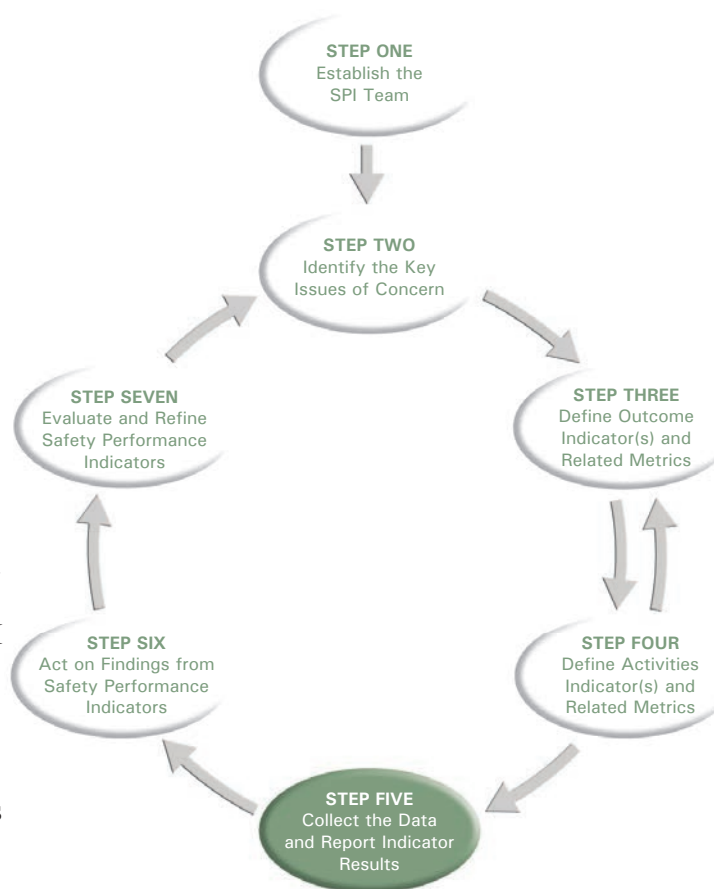 STEP ONE
Establish the
SPI Team
STEP TWO
Identify the Key
Issues of Concern
STEP THREE
Define Outcome
Indicator(s) and
Related Metrics
STEP FOUR
Define Activities
Indicator(s) and
Related Metrics
STEP FIVE
Collect the Data
and Report Indicator
Results
STEP SIX
Act on Findings from
Safety Performance
Indicators
STEP SEVEN
Evaluate and Refine
Safety Performance
Indicators